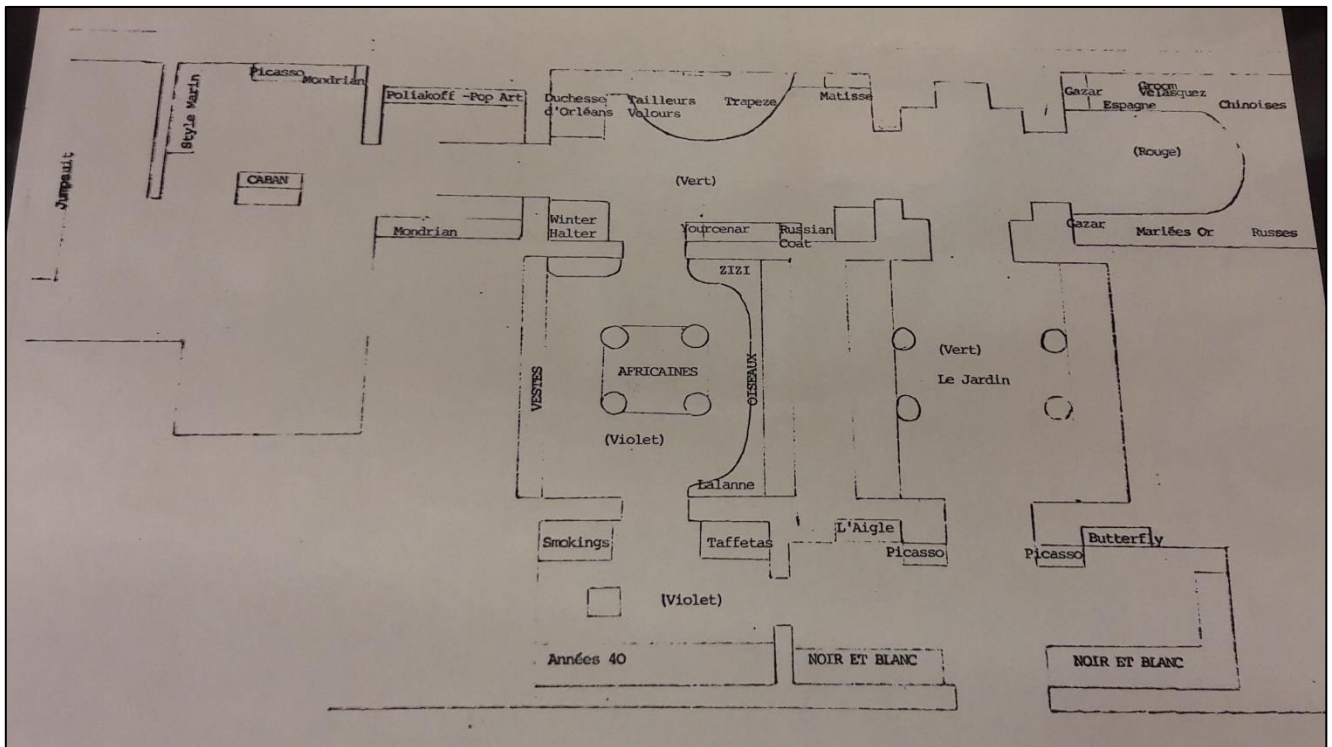 Picasso
Mondrian
Style Marin
Jumpsuit
CABAN
Poliakoff -Pop Art
Mondrian
Duchesse
d'Orléans
Tailleurs
Velours
Trapeze
Matisse
(Vert)
Winter
Halter
Yourcenar
Russian
Coat
Gazar
Groom
Velasquez
Espagne
Chinoises
(Rouge)
Gazar
Mariées Or
Russes
ZIZI
VESTES
AFRICAINES
OISEAUX
(Violet)
Lalanne
(Vert)
Le Jardin
Smokings
Taffetas
L'Aigle
Picasso
Picasso
Butterfly
(Violet)
Années 40
NOIR ET BLANC
NOIR ET BLANC